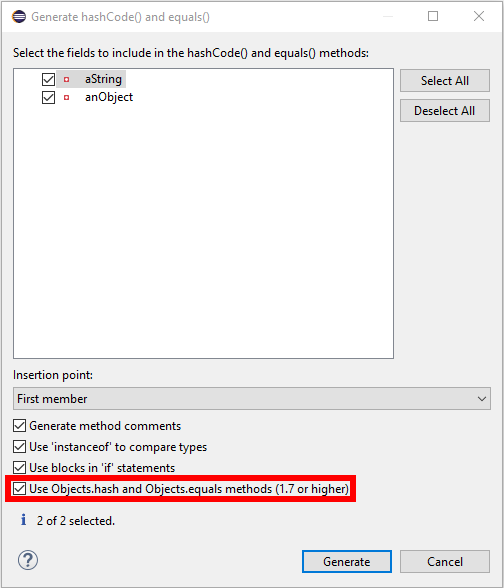 Generate hashCode() and equals()
Select the fields to include in the hashCode() and equals() methods:
aString
anObject
Select All
Deselect All
Insertion point:
First member
Generate method comments
Use 'instanceof' to compare types
Use blocks in 'if' statements
Use Objects.hash and Objects.equals methods (1.7 or higher)
i 2 of 2 selected.
?
Generate
Cancel